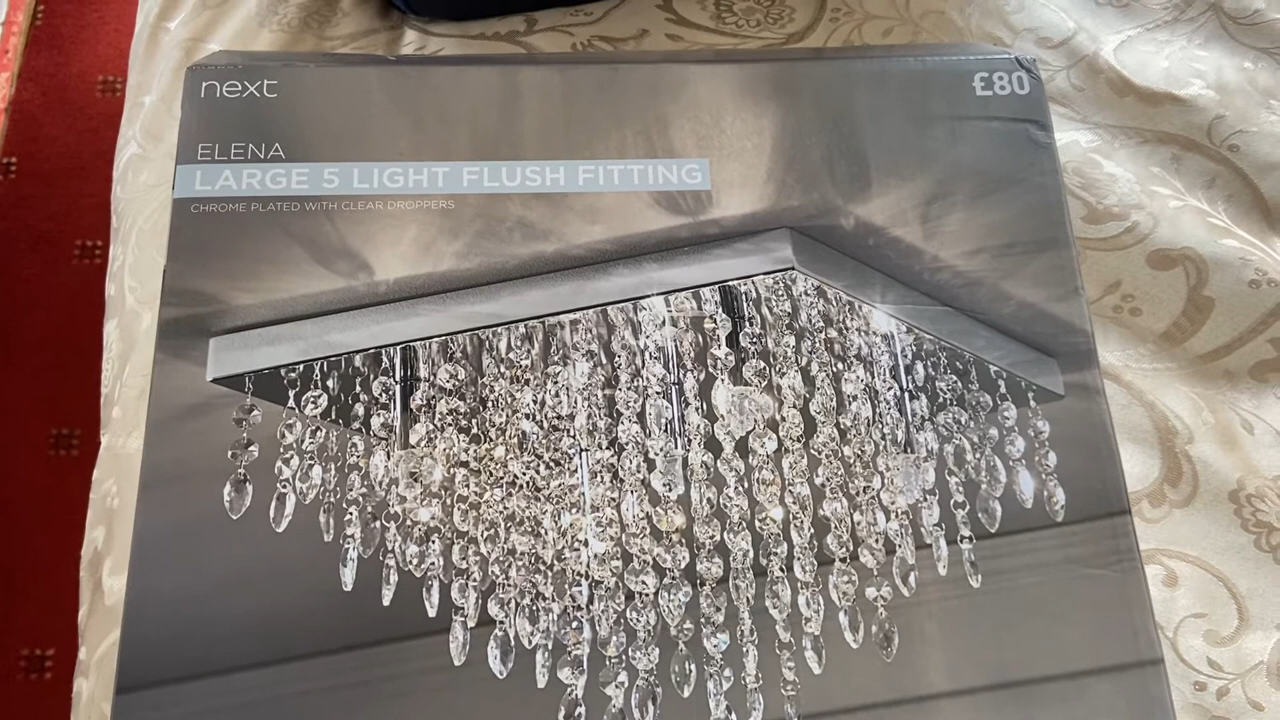 next
£80
ELENA
LARGE 5 LIGHT FLUSH FITTING
CHROME PLATED WITH CLEAR DROPPERS